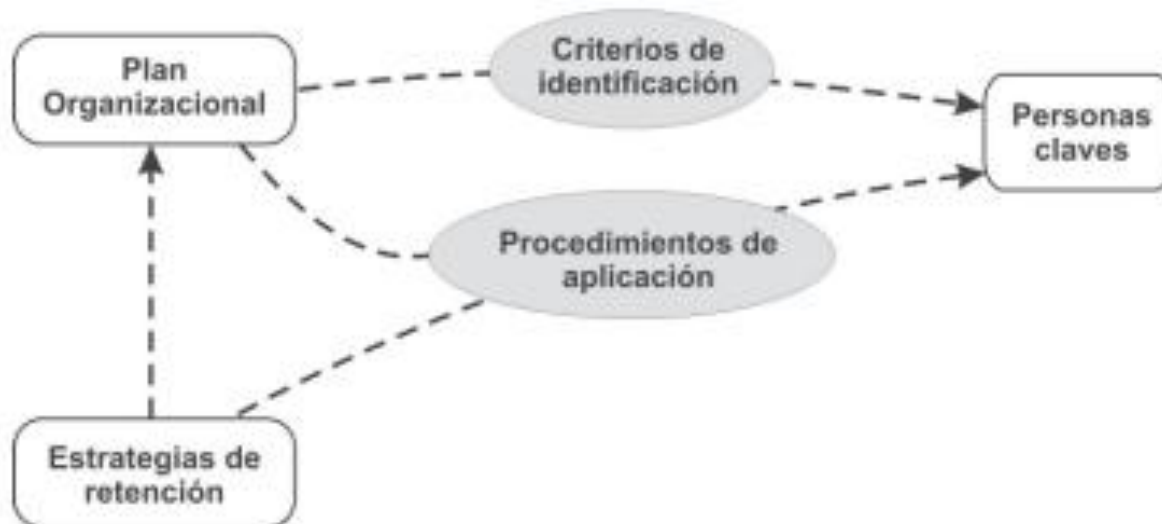 Plan
Organizacional
Criterios de
identificación
Personas
claves
Procedimientos de
aplicación
Estrategias de
retención